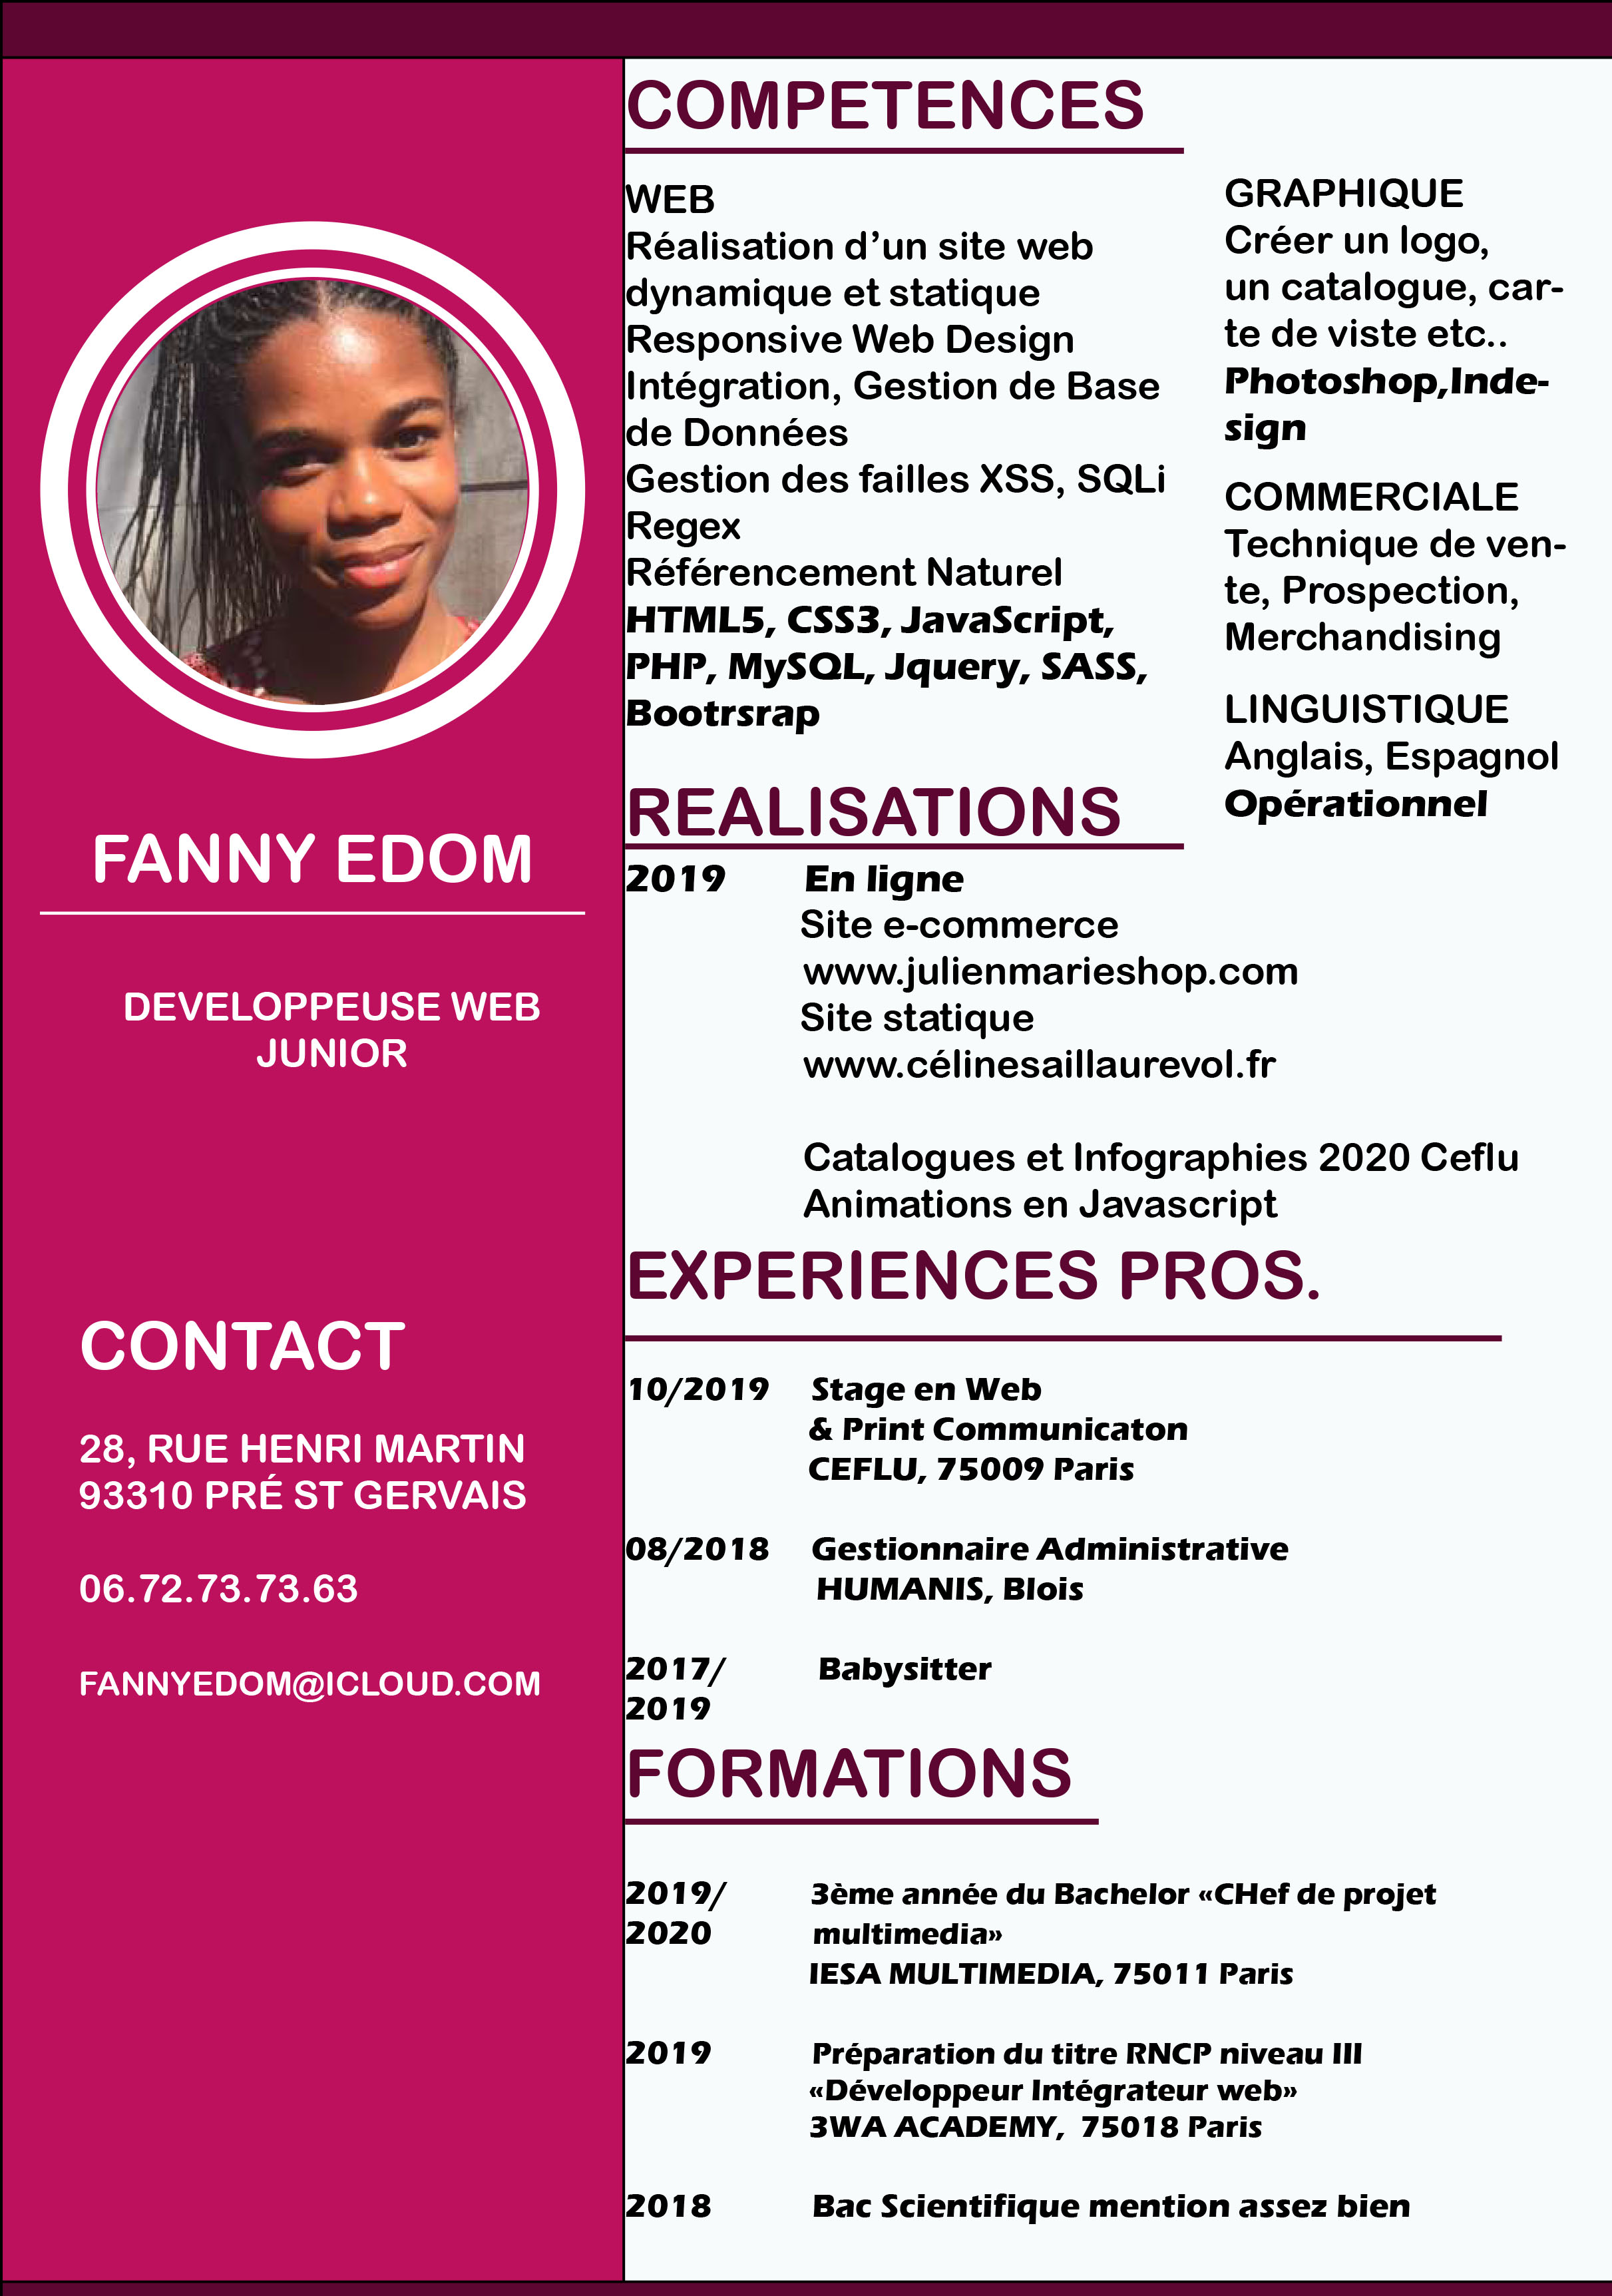 FANNY EDOM
DEVELOPPEUSE WEB
JUNIOR
CONTACT
28, RUE HENRI MARTIN
93310 PRÉ ST GERVAIS
06.72.73.73.63
FANNYEDOM@ICLOUD.COM
COMPETENCES
WEB
Réalisation d’un site web
dynamique et statique
Responsive Web Design
Intégration, Gestion de Base
de Données
Gestion des failles XSS, SQLi
Regex
Référencement Naturel
HTML5, CSS3, JavaScript,
PHP, MySQL, Jquery, SASS,
Bootrsrap
GRAPHIQUE
Créer un logo,
un catalogue, car-
te de viste etc..
Photoshop,Inde-
sign
COMMERCIALE
Technique de ven-
te, Prospection,
Merchandising
LINGUISTIQUE
Anglais, Espagnol
Opérationnel
REALISATIONS
2019 En ligne
Site e-commerce
www.julienmarieshop.com
Site statique
www.célinesaillaurevol.fr
Catalogues et Infographies 2020 Ceflu
Animations en Javascript
EXPERIENCES PROS.
10/2019 Stage en Web
& Print Communicaton
CEFLU, 75009 Paris
08/2018 Gestionnaire Administrative
HUMANIS, Blois
2017/ Babysitter
2019
FORMATIONS
2019/ 3ème année du Bachelor «CHef de projet
2020 multimedia»
IESA MULTIMEDIA, 75011 Paris
2019 Préparation du titre RNCP niveau III
«Développeur Intégrateur web»
3WA ACADEMY, 75018 Paris
2018 Bac Scientifique mention assez bien